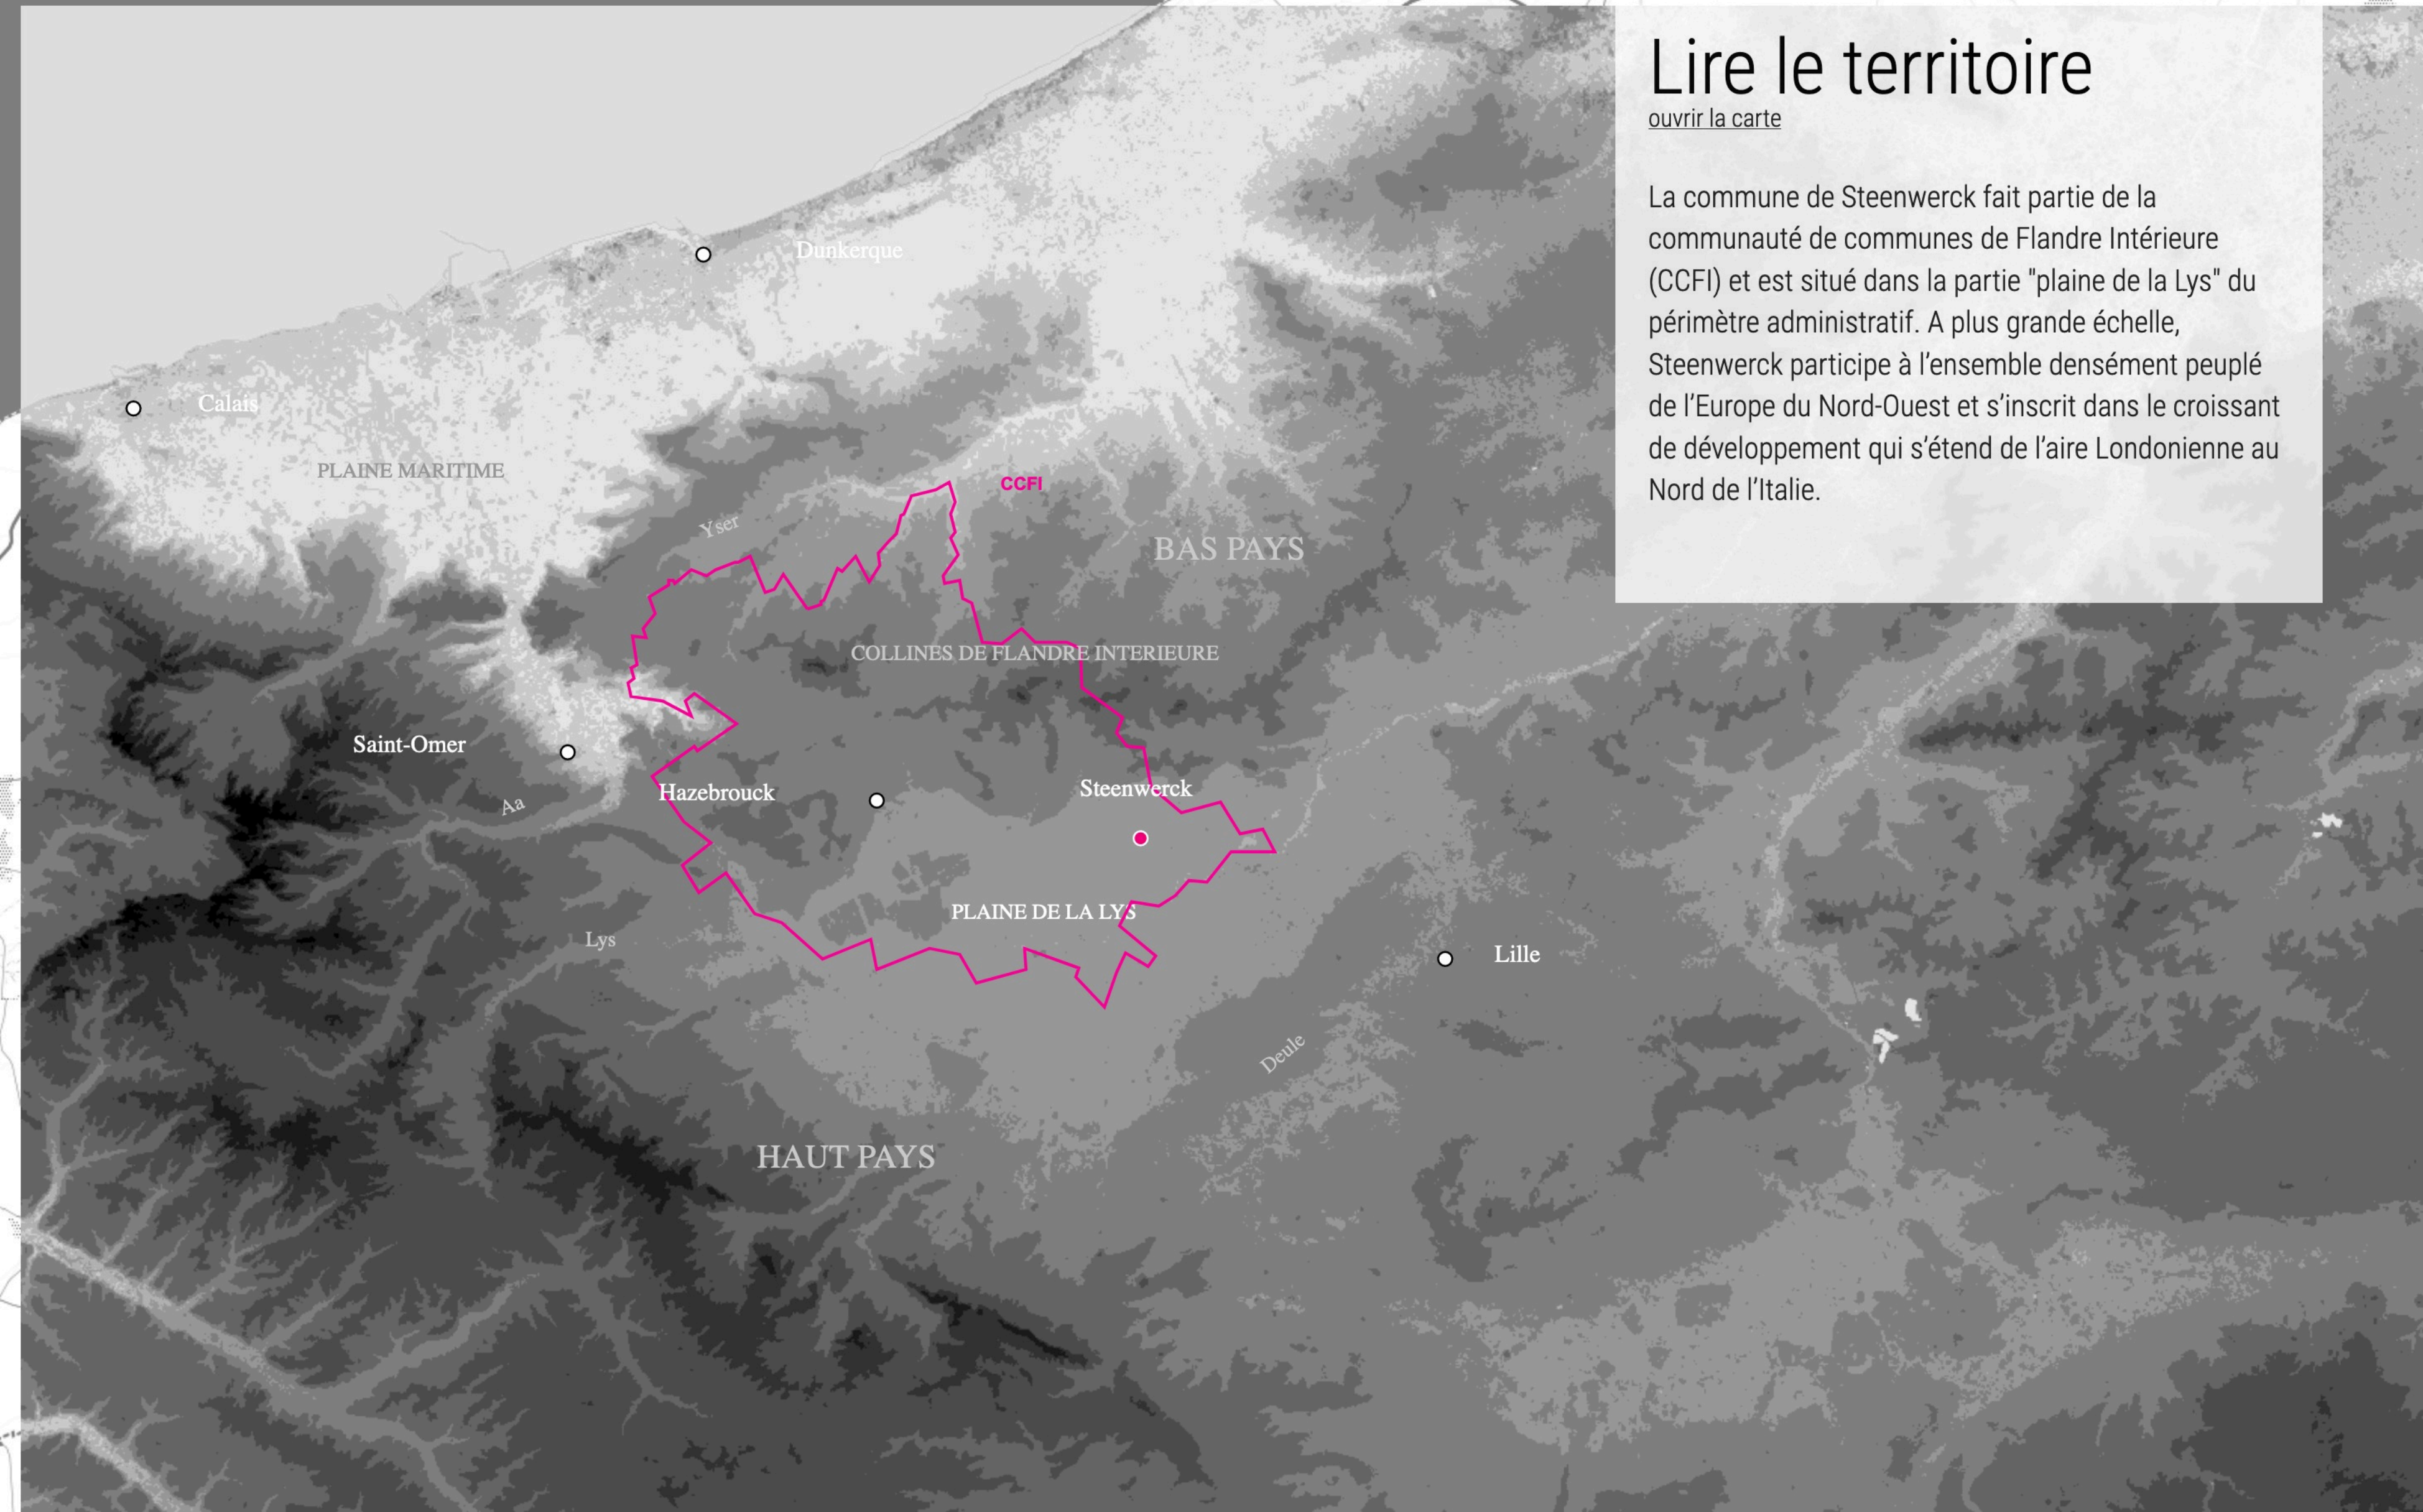 Lire le territoire
ouvrir la carte
La commune de Steenwerck fait partie de la
communauté de communes de Flandre Intérieure
(CCFI) et est situé dans la partie "plaine de la Lys" du
périmètre administratif. A plus grande échelle,
Steenwerck participe à l’ensemble densément peuplé
de l’Europe du Nord-Ouest et s’inscrit dans le croissant
de développement qui s’étend de l’aire Londonienne au
Nord de l’Italie.
Dunkerque
Calais
PLAINE MARITIME
CCFI
Yser
BAS PAYS
COLLINES DE FLANDRE INTERIEURE
Saint-Omer
Hazebrouck
Steenwerck
Aa
PLAINE DE LA LYS
Lys
Lille
Deule
HAUT PAYS